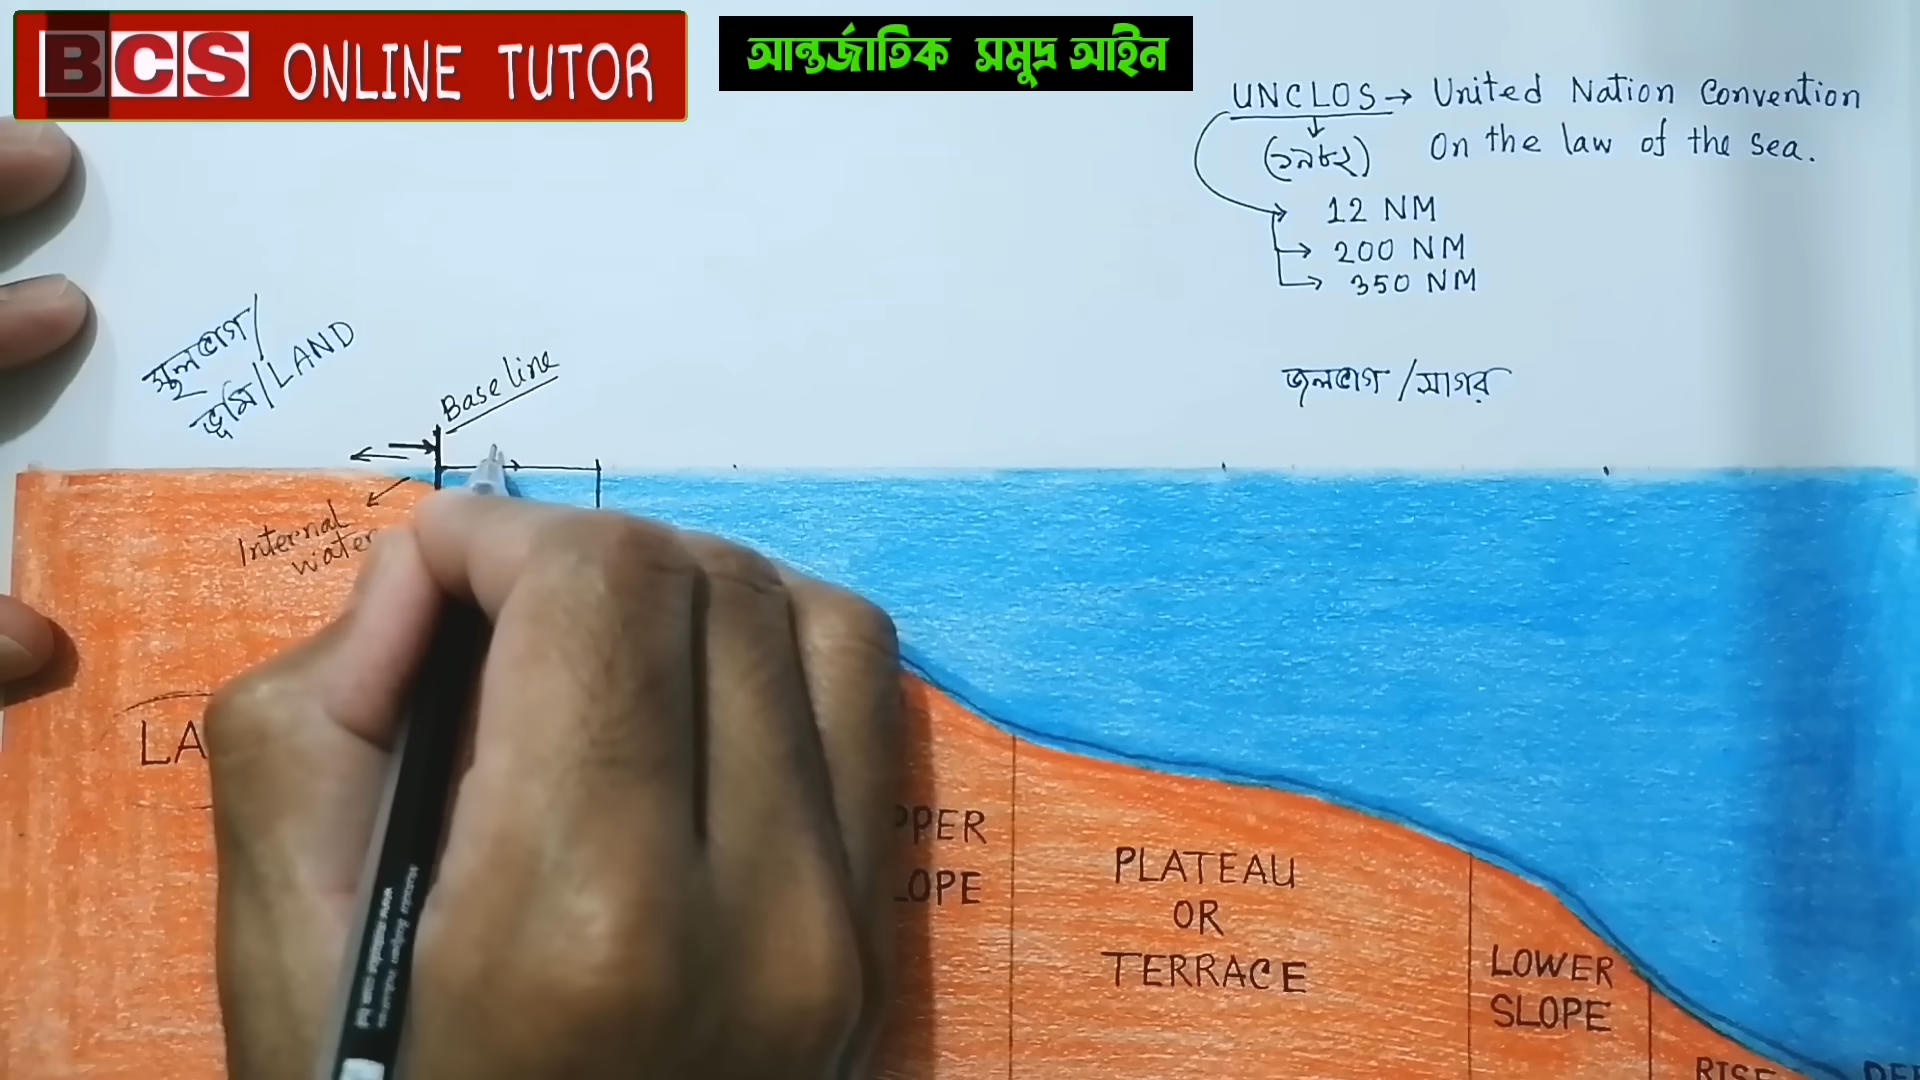 BCS ONLINE TUTOR
আন্তর্জাতিক সমুদ্র আইন
UNCLOS → United Nation Convention
On the law of the sea.
(১৯৮২)
12 NM
200 NM
350 NM
স্থলভাগ/
ভূমি/LAND
Base line
জলভাগ/সাগর
Internal
water
LA
PPER
LOPE
PLATEAU
OR
TERRACE
LOWER
SLOPE
RISE